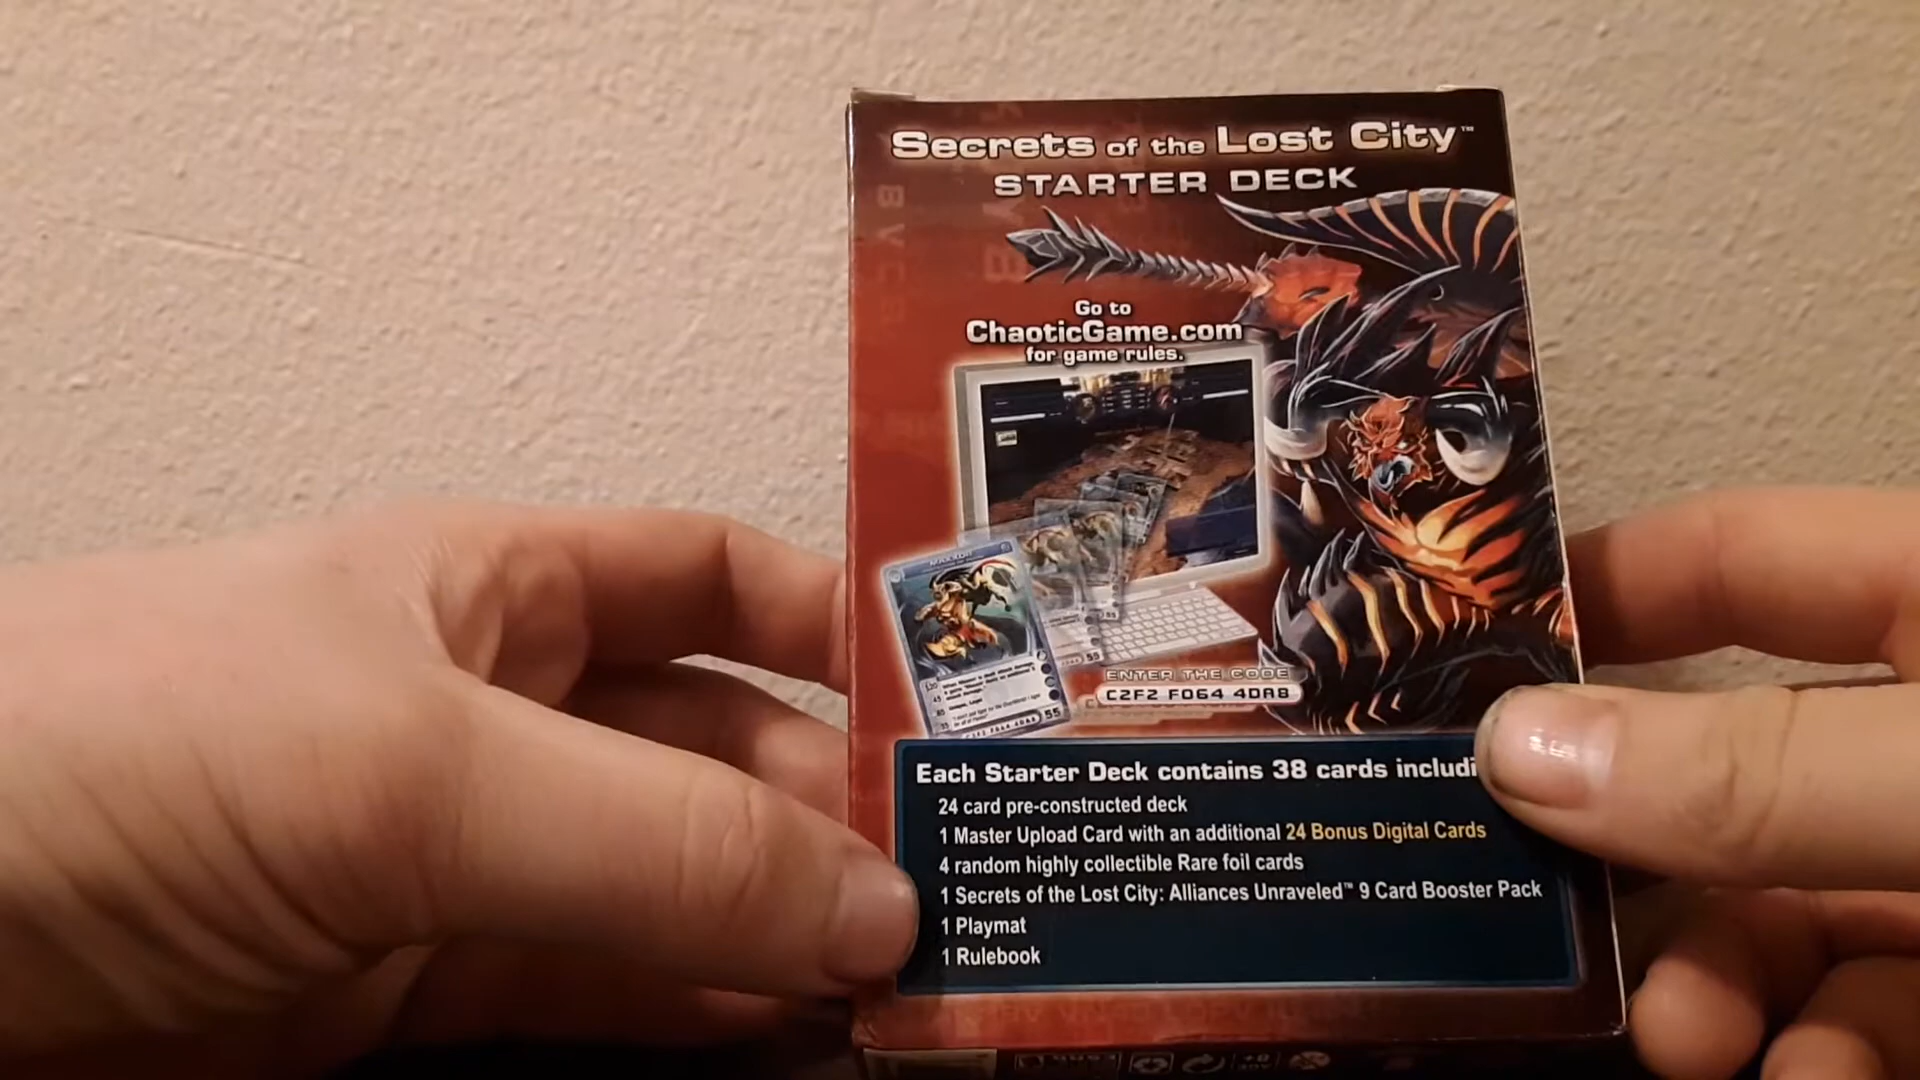 Secrets of the Lost City™
STARTER DECK
Go to
ChaoticGame.com
for game rules.
MAXXOR
55
55
ENTER THE CODE
C2F2 F064 4DA8
Each Starter Deck contains 38 cards includi
24 card pre-constructed deck
1 Master Upload Card with an additional 24 Bonus Digital Cards
4 random highly collectible Rare foil cards
1 Secrets of the Lost City: Alliances Unraveled™ 9 Card Booster Pack
1 Playmat
1 Rulebook